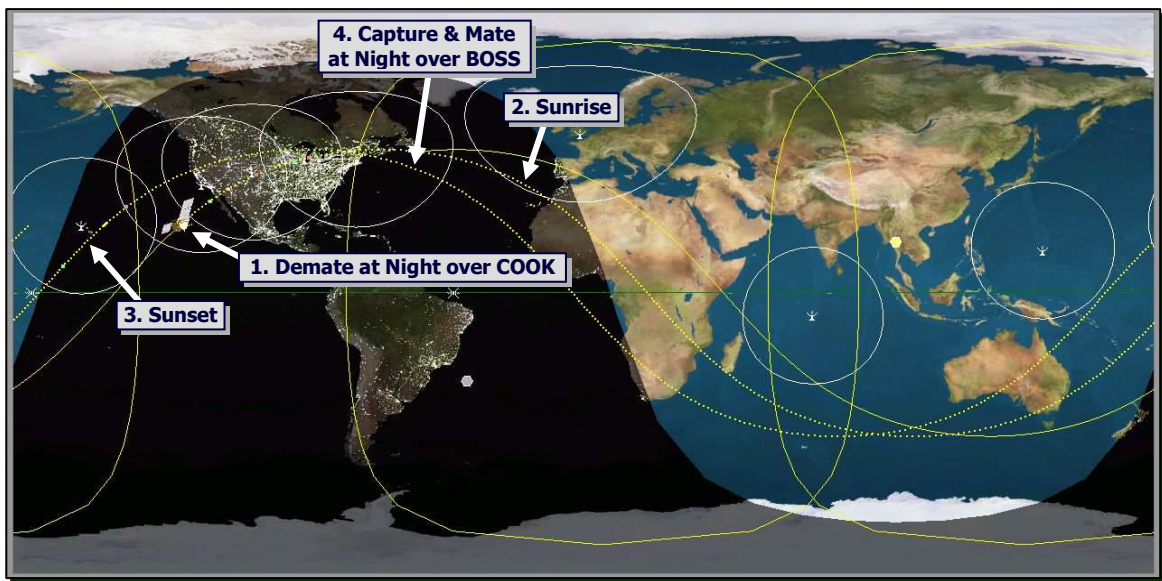 4. Capture & Mate
at Night over BOSS
2. Sunrise
1. Demate at Night over COOK
3. Sunset